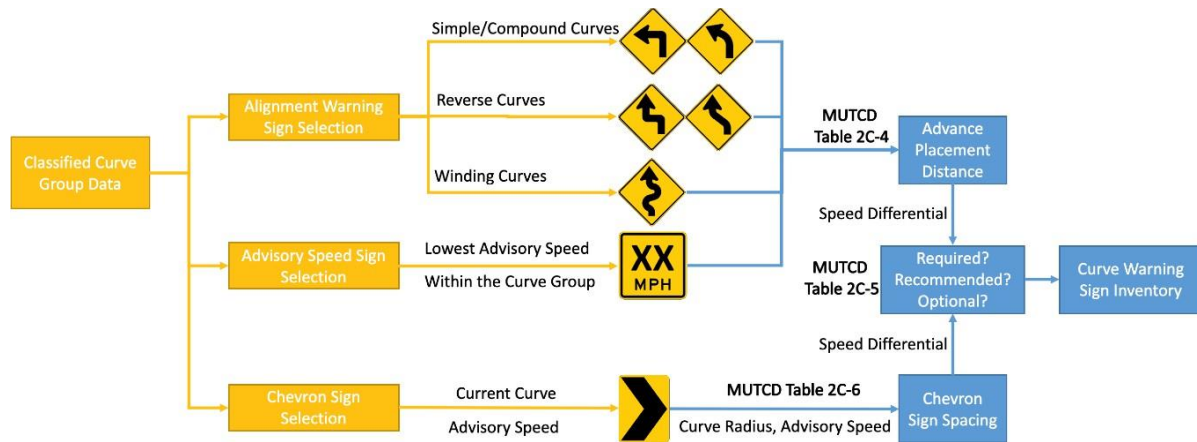 Classified Curve
Group Data
Alignment Warning
Sign Selection
Simple/Compound Curves
Reverse Curves
Winding Curves
Advisory Speed Sign
Selection
Lowest Advisory Speed
Within the Curve Group
XX
MPH
Chevron Sign
Selection
Current Curve
Advisory Speed
MUTCD Table 2C-6
Curve Radius, Advisory Speed
MUTCD
Table 2C-4
Advance
Placement
Distance
Speed Differential
MUTCD
Table 2C-5
Required?
Recommended?
Optional?
Speed Differential
Chevron
Sign Spacing
Curve Warning
Sign Inventory